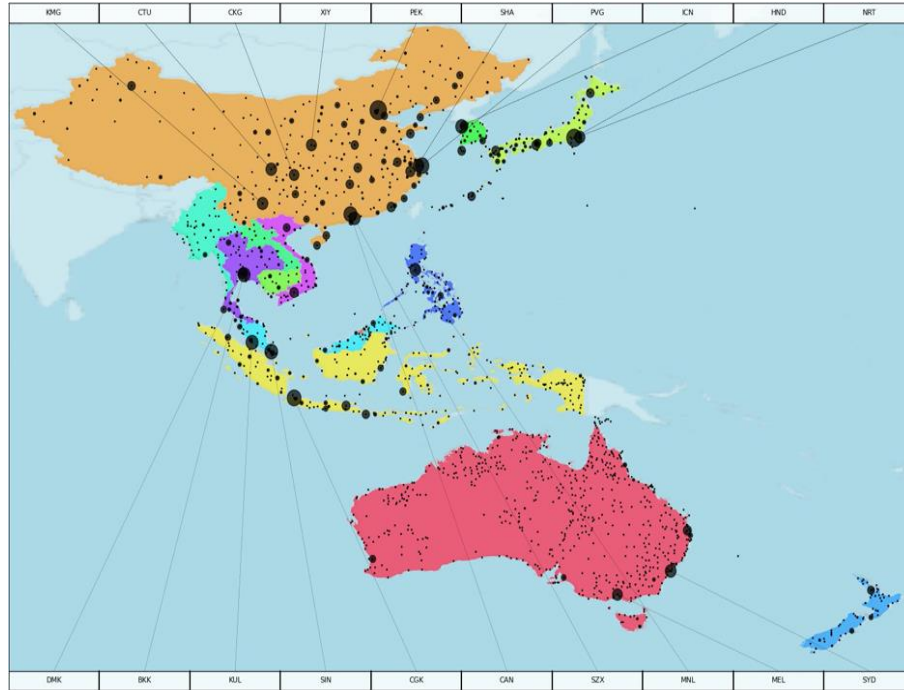 KMG CTU CKG XIY PEK SHA PVG ICN HND NRT
DMK BKK KUL SIN CGK CAN SZX MNL MEL SYD